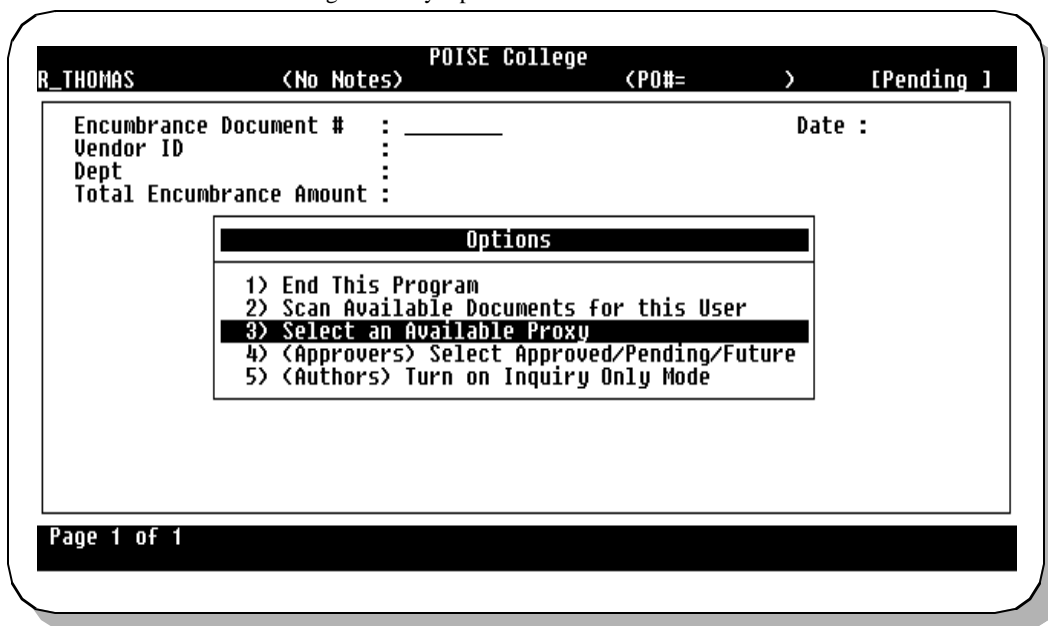 POISE College
R_THOMAS (No Notes) (PO#= ) [Pending ]
Encumbrance Document # : ________ Date :
Vendor ID :
Dept :
Total Encumbrance Amount :
Options
1) End This Program
2) Scan Available Documents for this User
3) Select an Available Proxy
4) (Approvers) Select Approved/Pending/Future
5) (Authors) Turn on Inquiry Only Mode
Page 1 of 1